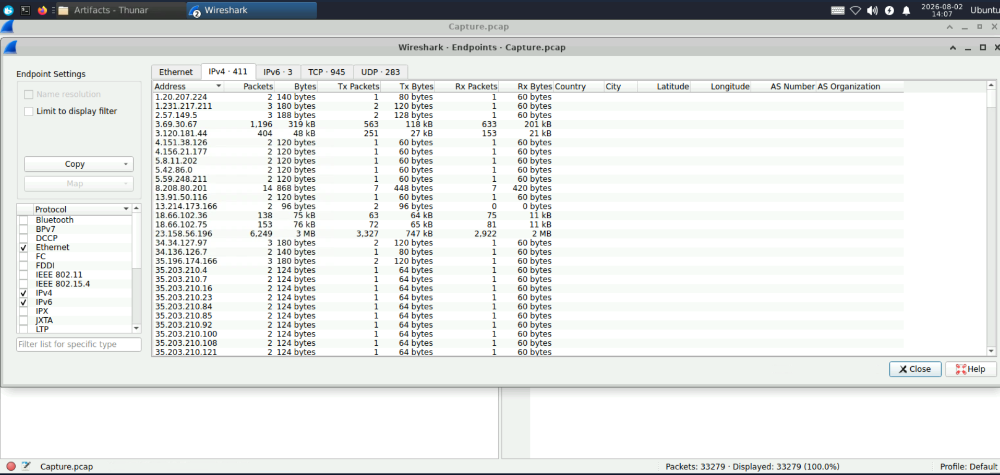 Artifacts - Thunar
2 Wireshark
2026-08-02
14:07
Ubuntu
Capture.pcap
Wireshark · Endpoints · Capture.pcap
Endpoint Settings
Name resolution
Limit to display filter
Copy
Map
Protocol
Bluetooth
BPv7
DCCP
Ethernet
FC
FDDI
IEEE 802.11
IEEE 802.15.4
IPv4
IPv6
IPX
JXTA
LTP
Filter list for specific type
Ethernet IPv4 · 411 IPv6 · 3 TCP · 945 UDP · 283
Address Packets Bytes Tx Packets Tx Bytes Rx Packets Rx Bytes Country City Latitude Longitude AS Number AS Organization
1.20.207.224 2 140 bytes 1 80 bytes 1 60 bytes
1.231.217.211 3 180 bytes 2 120 bytes 1 60 bytes
2.57.149.5 3 188 bytes 2 128 bytes 1 60 bytes
3.69.30.67 1,196 319 kB 563 118 kB 633 201 kB
3.120.181.44 404 48 kB 251 27 kB 153 21 kB
4.151.38.126 2 120 bytes 1 60 bytes 1 60 bytes
4.156.21.177 2 120 bytes 1 60 bytes 1 60 bytes
5.8.11.202 2 120 bytes 1 60 bytes 1 60 bytes
5.42.86.0 2 120 bytes 1 60 bytes 1 60 bytes
5.59.248.211 2 120 bytes 1 60 bytes 1 60 bytes
8.208.80.201 14 868 bytes 7 448 bytes 7 420 bytes
13.91.50.116 2 120 bytes 1 60 bytes 1 60 bytes
13.214.173.166 2 96 bytes 2 96 bytes 0 0 bytes
18.66.102.36 138 75 kB 63 64 kB 75 11 kB
18.66.102.75 153 76 kB 72 65 kB 81 11 kB
23.158.56.196 6,249 3 MB 3,327 747 kB 2,922 2 MB
34.34.127.97 3 180 bytes 2 120 bytes 1 60 bytes
34.136.126.7 2 140 bytes 1 80 bytes 1 60 bytes
35.196.174.166 3 180 bytes 2 120 bytes 1 60 bytes
35.203.210.4 2 124 bytes 1 64 bytes 1 60 bytes
35.203.210.7 2 124 bytes 1 64 bytes 1 60 bytes
35.203.210.16 2 124 bytes 1 64 bytes 1 60 bytes
35.203.210.23 2 124 bytes 1 64 bytes 1 60 bytes
35.203.210.84 2 124 bytes 1 64 bytes 1 60 bytes
35.203.210.85 2 124 bytes 1 64 bytes 1 60 bytes
35.203.210.92 2 124 bytes 1 64 bytes 1 60 bytes
35.203.210.100 2 124 bytes 1 64 bytes 1 60 bytes
35.203.210.108 2 124 bytes 1 64 bytes 1 60 bytes
35.203.210.121 2 124 bytes 1 64 bytes 1 60 bytes
Close
Help
Capture.pcap
Packets: 33279 · Displayed: 33279 (100.0%)
Profile: Default